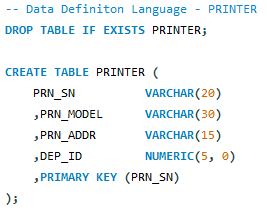 -- Data Definiton Language - PRINTER
DROP TABLE IF EXISTS PRINTER;
CREATE TABLE PRINTER (
PRN_SN VARCHAR(20)
,PRN_MODEL VARCHAR(30)
,PRN_ADDR VARCHAR(15)
,DEP_ID NUMERIC(5, 0)
,PRIMARY KEY (PRN_SN)
);